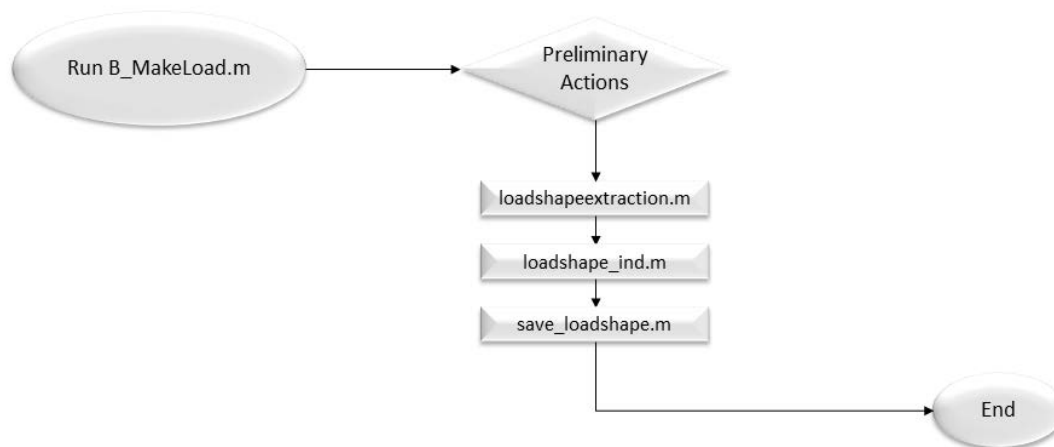 Run B_MakeLoad.m
Preliminary
Actions
loadshapeextraction.m
loadshape_ind.m
save_loadshape.m
End